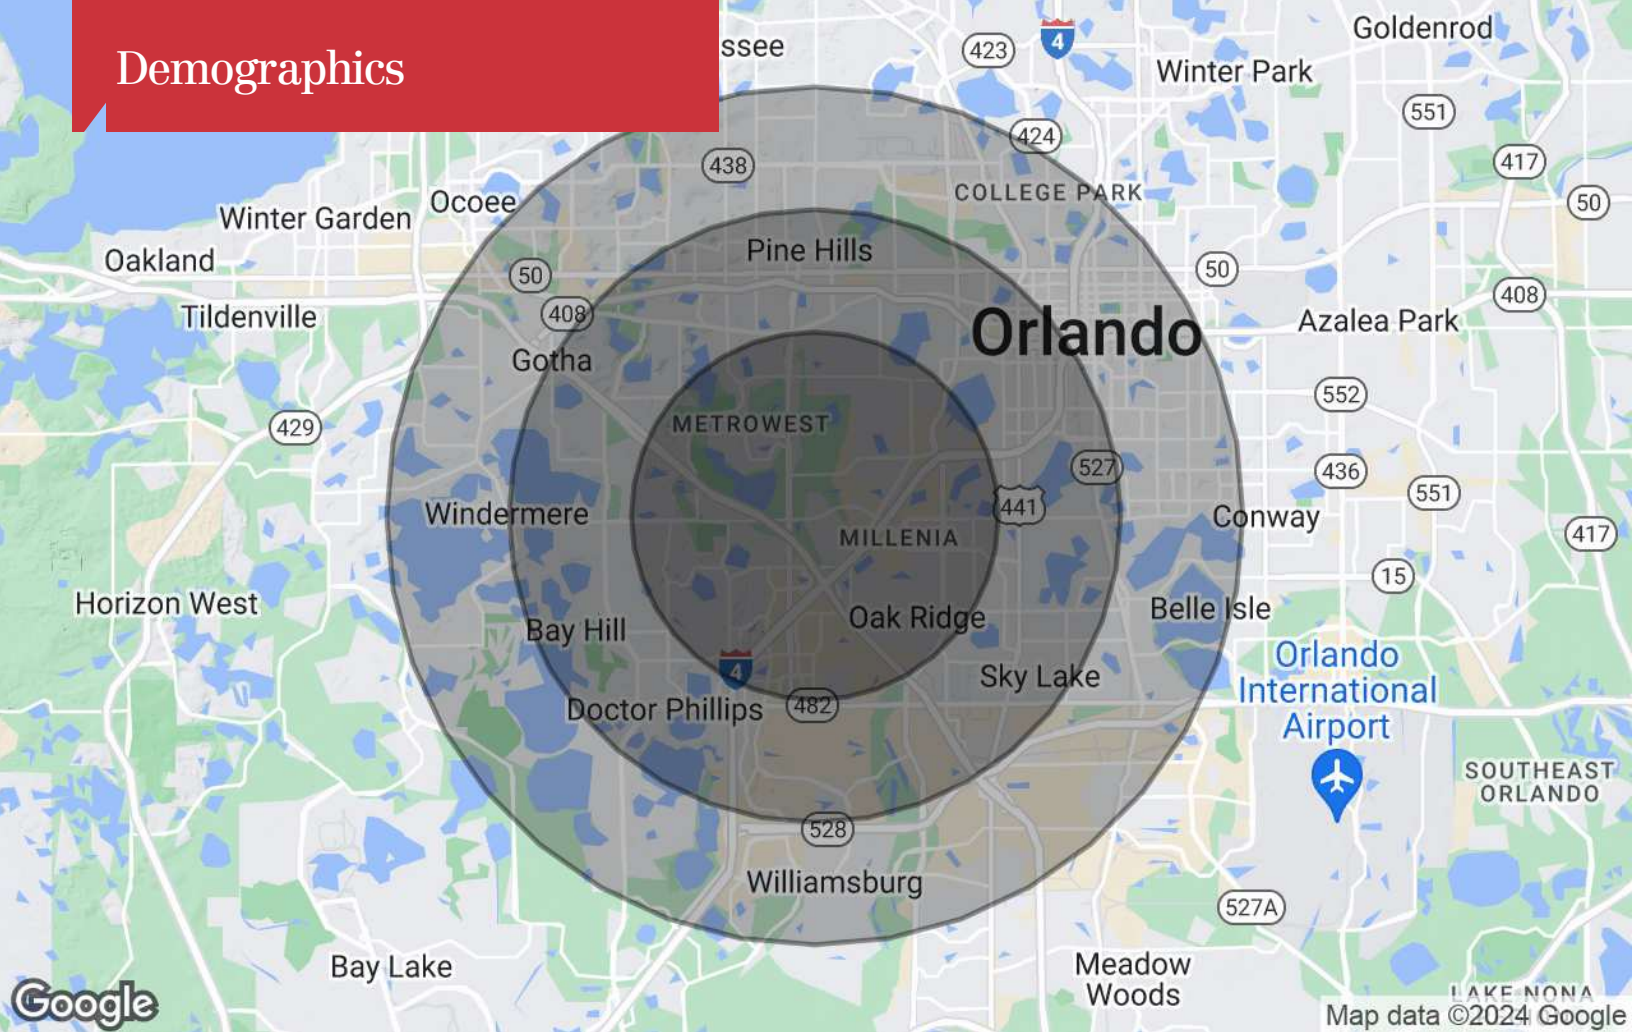 Demographics
ssee
423
4
Goldenrod
Winter Park
551
424
438
417
COLLEGE PARK
50
Ocoee
Winter Garden
Pine Hills
Oakland
50
50
408
408
Tildenville
Orlando
Azalea Park
Gotha
552
METROWEST
429
527
436
551
441
Windermere
Conway
MILLENIA
417
15
Horizon West
Belle Isle
Oak Ridge
Bay Hill
Orlando
International
Airport
4
Sky Lake
482
Doctor Phillips
SOUTHEAST
ORLANDO
528
Williamsburg
527A
Bay Lake
Meadow
Woods
LAKE NONA
Google
Map data ©2024 Google